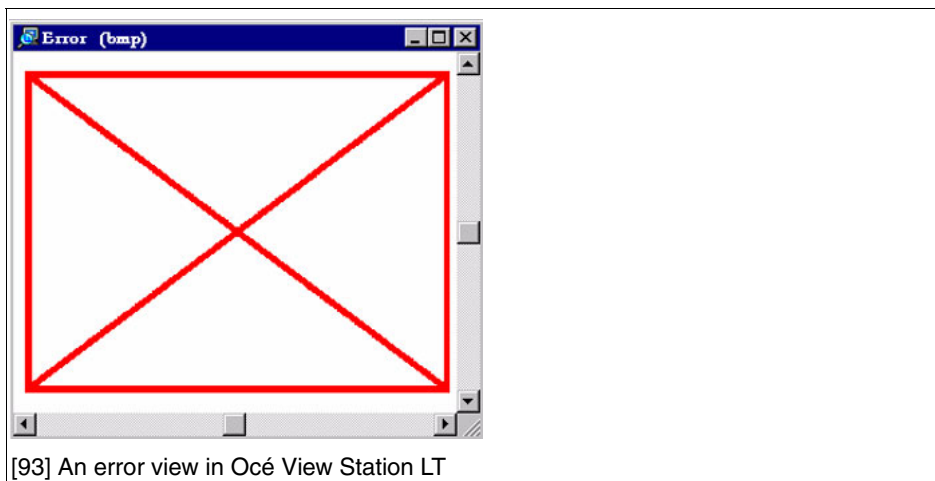 Error (bmp)
[93] An error view in Océ View Station LT